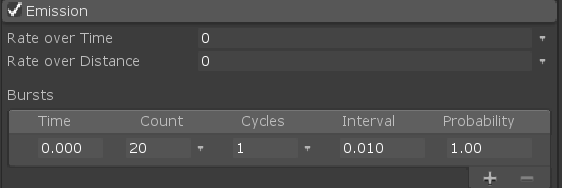 Emission
Rate over Time 0
Rate over Distance 0
Bursts
Time Count Cycles Interval Probability
0.000 20 1 0.010 1.00